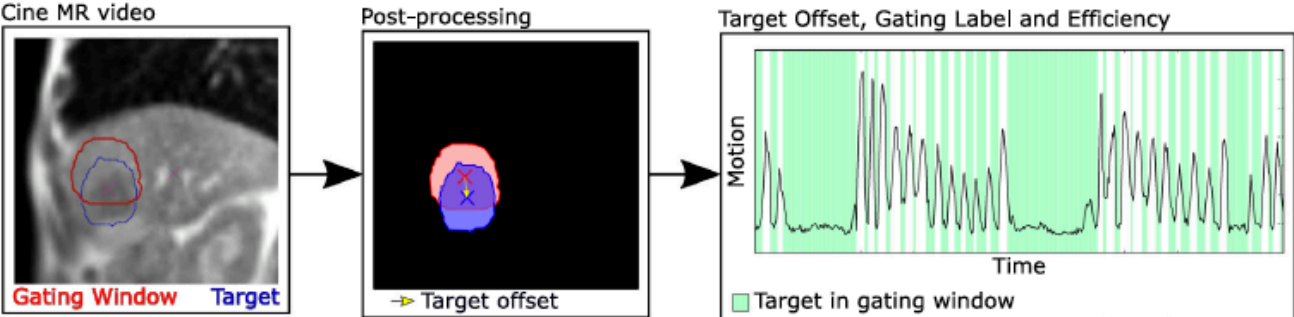 Cine MR video
Gating Window
Target
Post-processing
Target offset
Target Offset, Gating Label and Efficiency
Motion
Time
Target in gating window